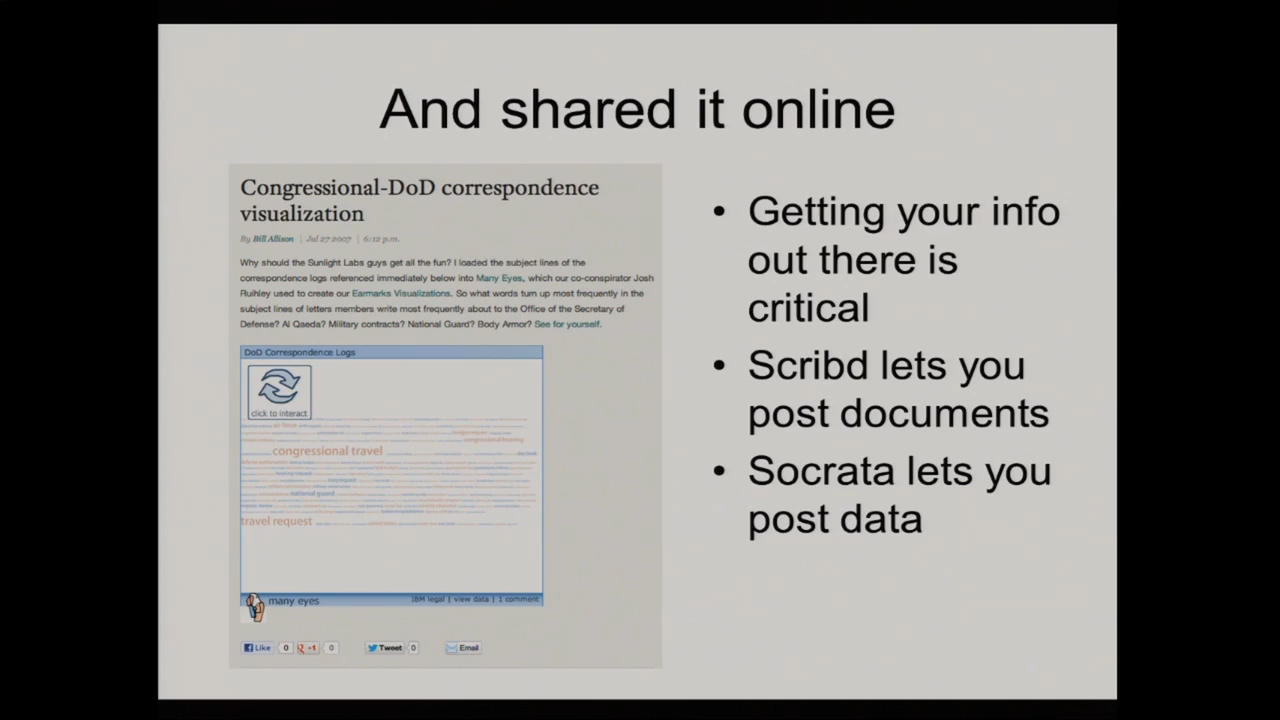 And shared it online
Congressional-DoD correspondence
visualization
By Bill Allison | Jul 27 2007 | 6:12 p.m.
Why should the Sunlight Labs guys get all the fun? I loaded the subject lines of the
correspondence logs referenced immediately below into Many Eyes, which our co-conspirator Josh
Ruihley used to create our Earmarks Visualizations. So what words turn up most frequently in the
subject lines of letters members write most frequently about to the Office of the Secretary of
Defense? Al Qaeda? Military contracts? National Guard? Body Armor? See for yourself.
DoD Correspondence Logs
click to interact
air force
congressional hearing
congressional travel
national guard
travel request
many eyes
IBM legal | view data | 1 comment
Like 0 +1 0 Tweet 0 Email
• Getting your info
out there is
critical
• Scribd lets you
post documents
• Socrata lets you
post data